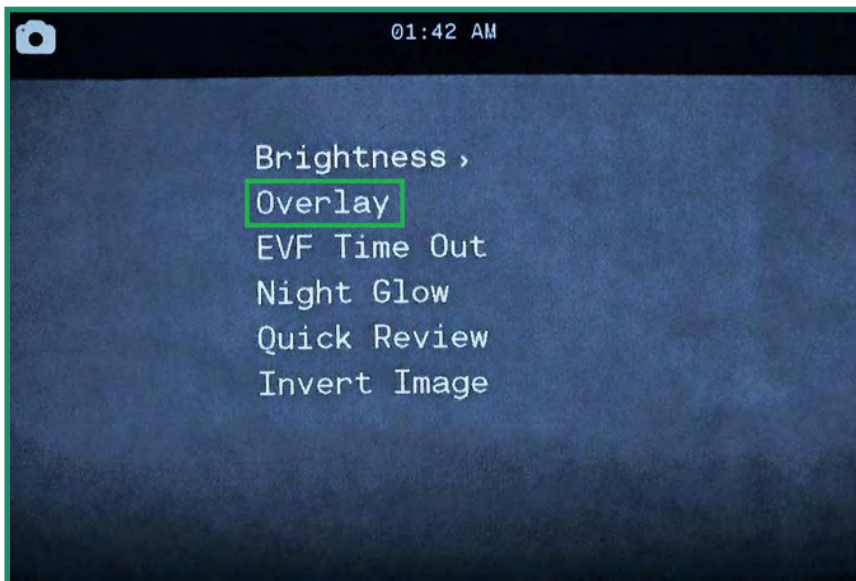 01:42 AM
Brightness ›
Overlay
EVF Time Out
Night Glow
Quick Review
Invert Image